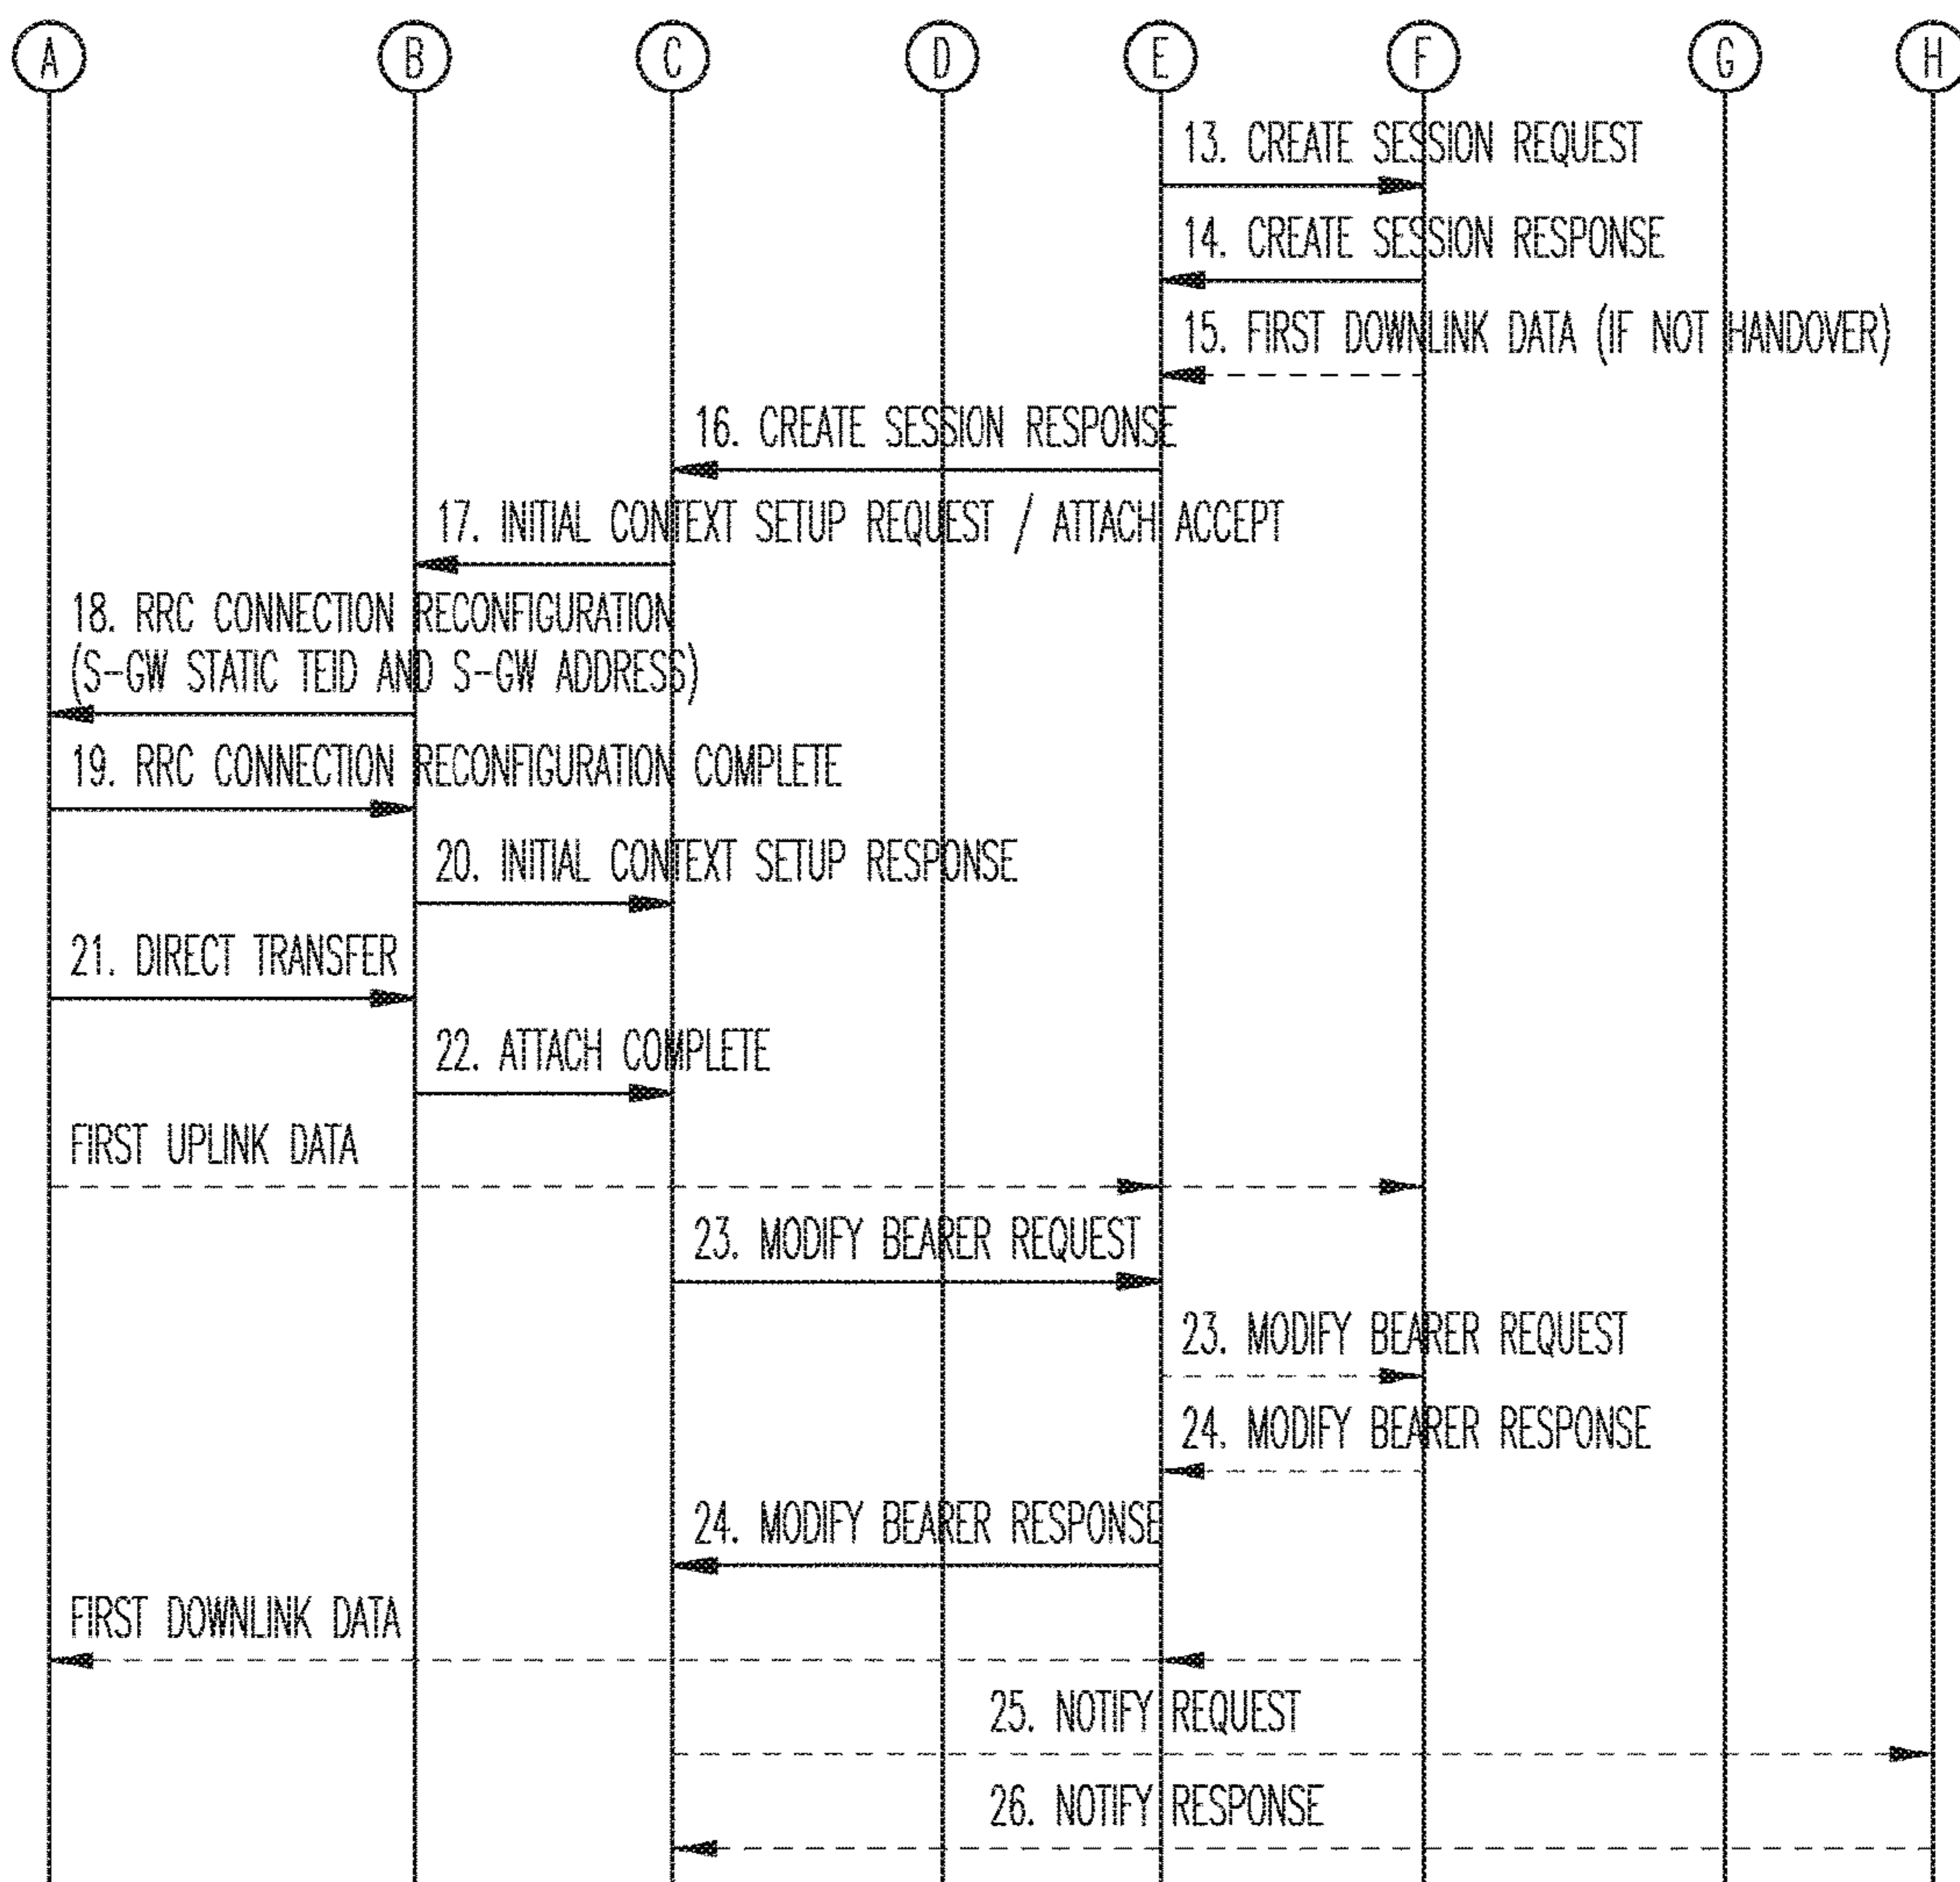 A B C D E F G H
13. CREATE SESSION REQUEST
14. CREATE SESSION RESPONSE
15. FIRST DOWNLINK DATA (IF NOT HANDOVER)
16. CREATE SESSION RESPONSE
17. INITIAL CONTEXT SETUP REQUEST / ATTACH ACCEPT
18. RRC CONNECTION RECONFIGURATION
(S-GW STATIC TEID AND S-GW ADDRESS)
19. RRC CONNECTION RECONFIGURATION COMPLETE
20. INITIAL CONTEXT SETUP RESPONSE
21. DIRECT TRANSFER
22. ATTACH COMPLETE
FIRST UPLINK DATA
23. MODIFY BEARER REQUEST
23. MODIFY BEARER REQUEST
24. MODIFY BEARER RESPONSE
24. MODIFY BEARER RESPONSE
FIRST DOWNLINK DATA
25. NOTIFY REQUEST
26. NOTIFY RESPONSE